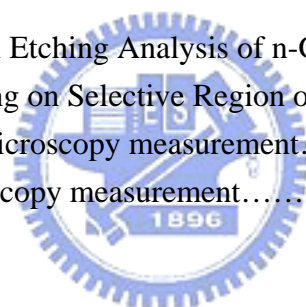 Etching Analysis of n-
ng on Selective Region o
icroscopy measurement.
copy measurement……
1896